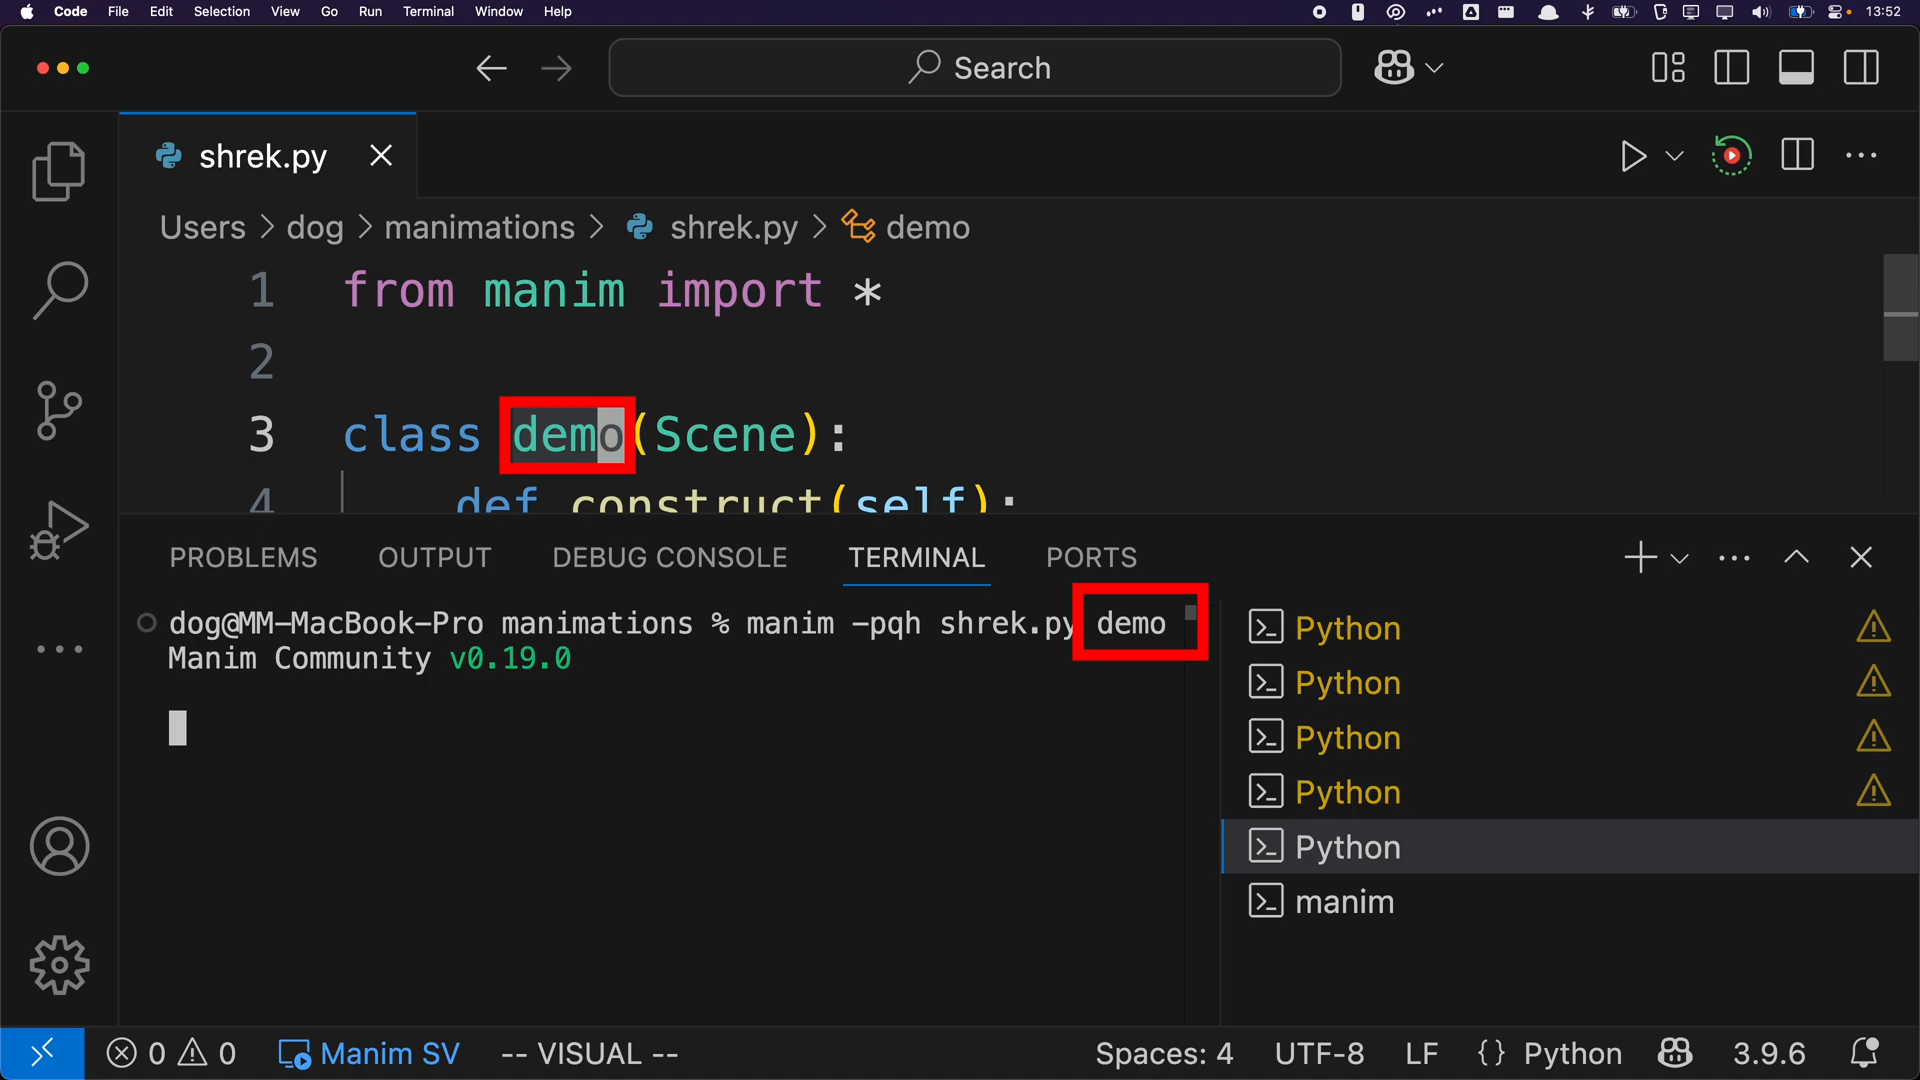 Code File Edit Selection View Go Run Terminal Window Help 13:52
Search
shrek.py
Users > dog > manimations > shrek.py > demo
1 from manim import *
2
3 class demo(Scene):
4 def construct(self):
PROBLEMS OUTPUT DEBUG CONSOLE TERMINAL PORTS
dog@MM-MacBook-Pro manimations % manim -pqh shrek.py demo
Manim Community v0.19.0
Python
Python
Python
Python
Python
manim
0 0 Manim SV -- VISUAL -- Spaces: 4 UTF-8 LF {} Python 3.9.6